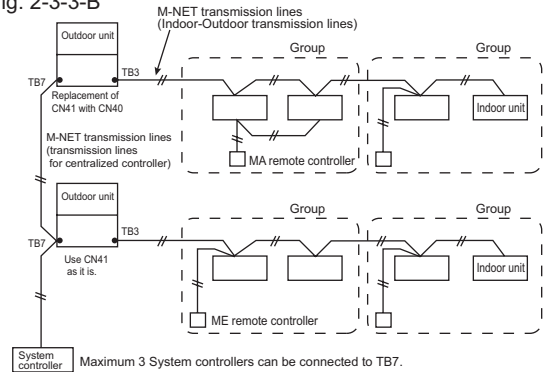 ig. 2-3-3-B
M-NET transmission lines
(Indoor-Outdoor transmission lines)
Outdoor unit
Group
Group
TB7
TB3
Replacement of
CN41 with CN40
Indoor unit
M-NET transmission lines
(transmission lines
for centralized controller)
MA remote controller
Outdoor unit
Group
Group
TB7
TB3
Use CN41
as it is.
Indoor unit
ME remote controller
System
controller
Maximum 3 System controllers can be connected to TB7.